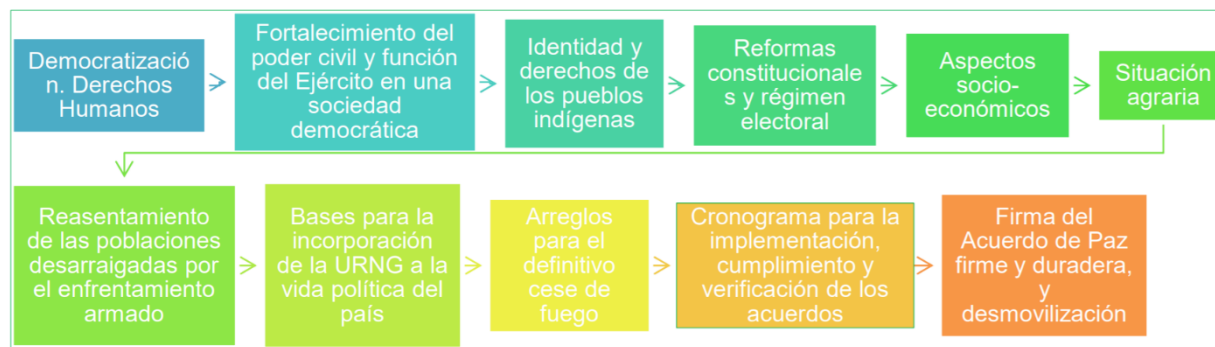 Democratizació
n. Derechos
Humanos
Fortalecimiento del
poder civil y función
del Ejército en una
sociedad
democrática
Identidad y
derechos de
los pueblos
indígenas
Reformas
constitucionale
s y régimen
electoral
Aspectos
socio-
económicos
Situación
agraria
Reasentamiento
de las poblaciones
desarraigadas por
el enfrentamiento
armado
Bases para la
incorporación
de la URNG a la
vida política del
país
Arreglos
para el
definitivo
cese de
fuego
Cronograma para la
implementación,
cumplimiento y
verificación de los
acuerdos
Firma del
Acuerdo de Paz
firme y duradera,
y
desmovilización